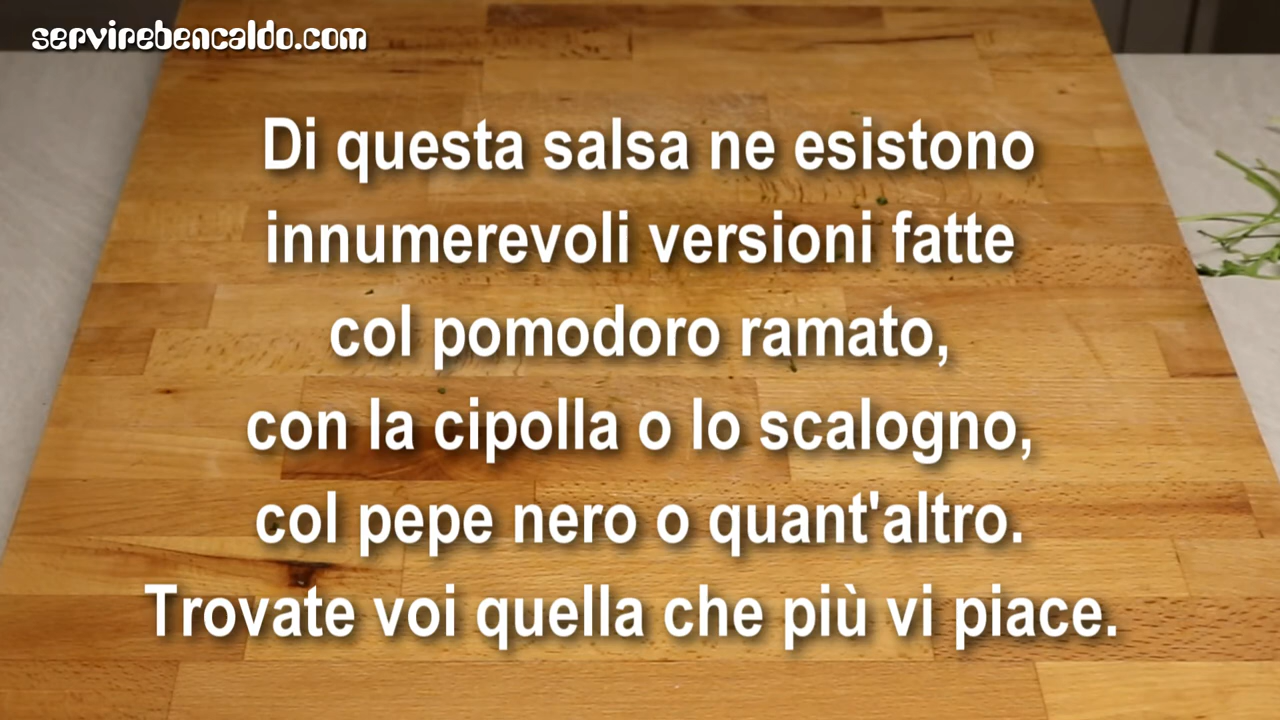 servirebencaldo.com
Di questa salsa ne esistono
innumerevoli versioni fatte
col pomodoro ramato,
con la cipolla o lo scalogno,
col pepe nero o quant'altro.
Trovate voi quella che più vi piace.